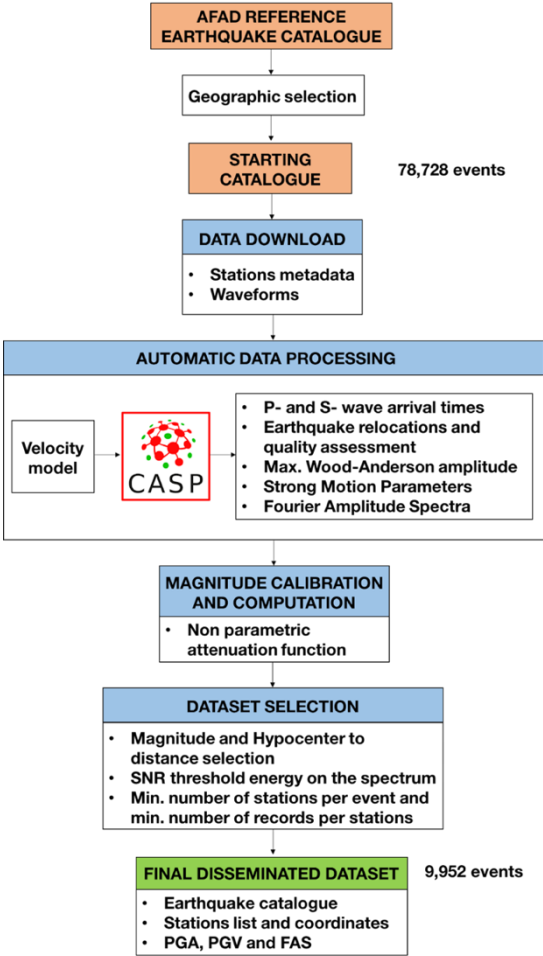 AFAD REFERENCE
EARTHQUAKE CATALOGUE
Geographic selection
STARTING
CATALOGUE
78,728 events
DATA DOWNLOAD
• Stations metadata
• Waveforms
AUTOMATIC DATA PROCESSING
Velocity
model
CASP
• P- and S- wave arrival times
• Earthquake relocations and
quality assessment
• Max. Wood-Anderson amplitude
• Strong Motion Parameters
• Fourier Amplitude Spectra
MAGNITUDE CALIBRATION
AND COMPUTATION
• Non parametric
attenuation function
DATASET SELECTION
• Magnitude and Hypocenter to
distance selection
• SNR threshold energy on the spectrum
• Min. number of stations per event and
min. number of records per stations
FINAL DISSEMINATED DATASET
9,952 events
• Earthquake catalogue
• Stations list and coordinates
• PGA, PGV and FAS